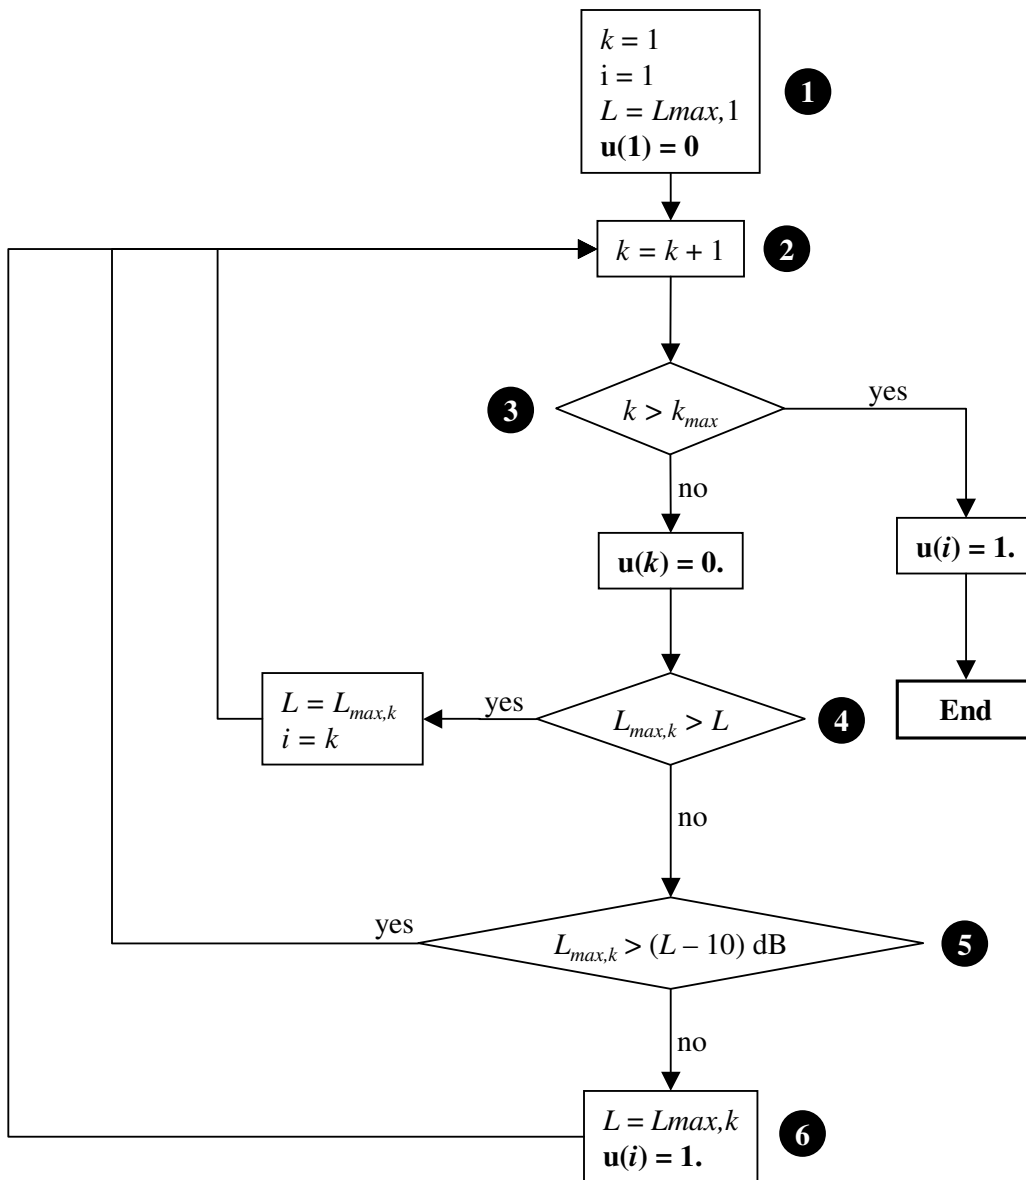 k = 1
i = 1
L = Lmax,1
u(1) = 0
1
k = k + 1
2
3
k > kmax
yes
no
u(k) = 0.
u(i) = 1.
L = Lmax,k
i = k
yes
Lmax,k > L
4
End
no
yes
Lmax,k > (L – 10) dB
5
no
L = Lmax,k
u(i) = 1.
6